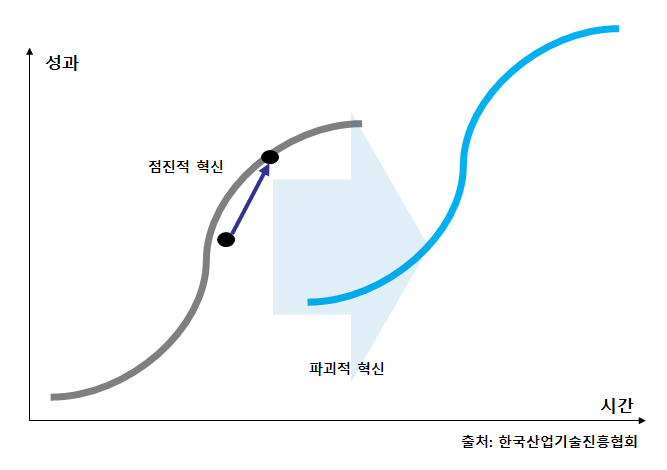 성과
점진적 혁신
파괴적 혁신
시간
출처: 한국산업기술진흥협회